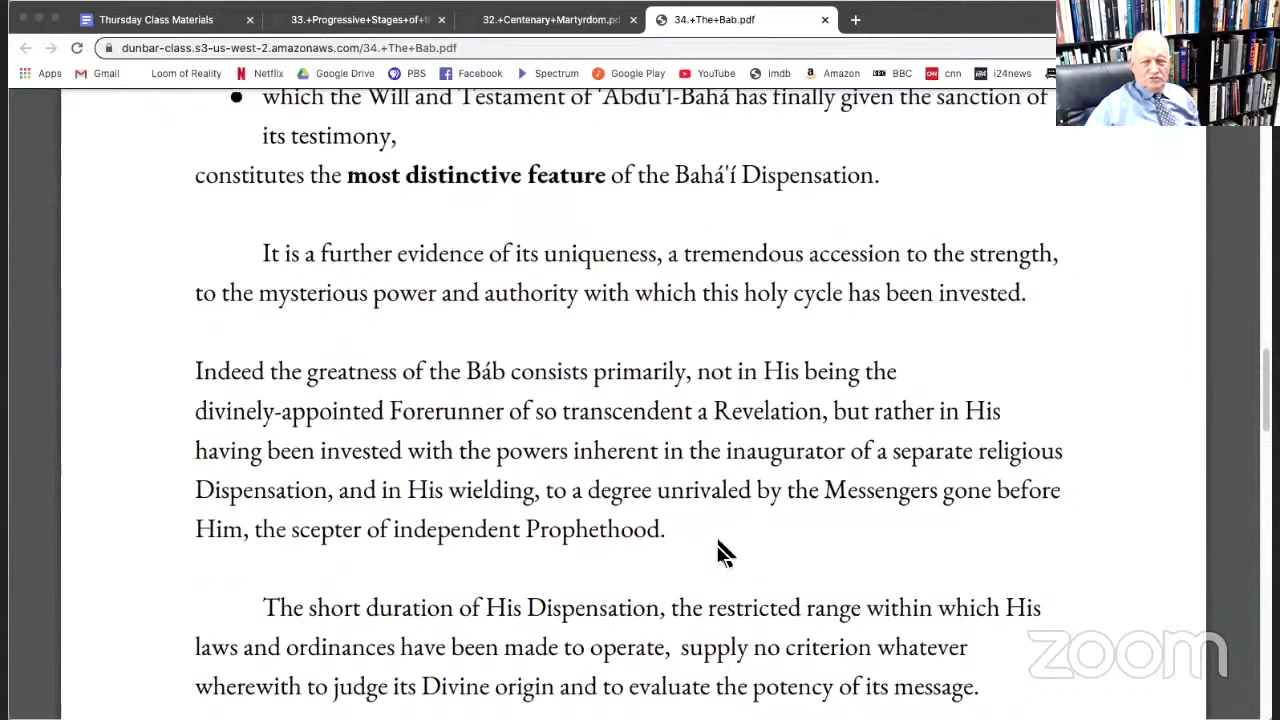 Thursday Class Materials
33.+Progressive+Stages+of+t
32.+Centenary+Martyrdom.pd
34.+The+Bab.pdf
dunbar-class.s3-us-west-2.amazonaws.com/34.+The+Bab.pdf
Apps Gmail Loom of Reality Netflix Google Drive PBS Facebook Spectrum Google Play YouTube imdb Amazon BBC cnn i24news
which the Will and Testament of 'Abdu'l-Bahá has finally given the sanction of
its testimony,
constitutes the most distinctive feature of the Bahá'í Dispensation.
It is a further evidence of its uniqueness, a tremendous accession to the strength,
to the mysterious power and authority with which this holy cycle has been invested.
Indeed the greatness of the Báb consists primarily, not in His being the
divinely-appointed Forerunner of so transcendent a Revelation, but rather in His
having been invested with the powers inherent in the inaugurator of a separate religious
Dispensation, and in His wielding, to a degree unrivaled by the Messengers gone before
Him, the scepter of independent Prophethood.
The short duration of His Dispensation, the restricted range within which His
laws and ordinances have been made to operate,  supply no criterion whatever
wherewith to judge its Divine origin and to evaluate the potency of its message.
zoom